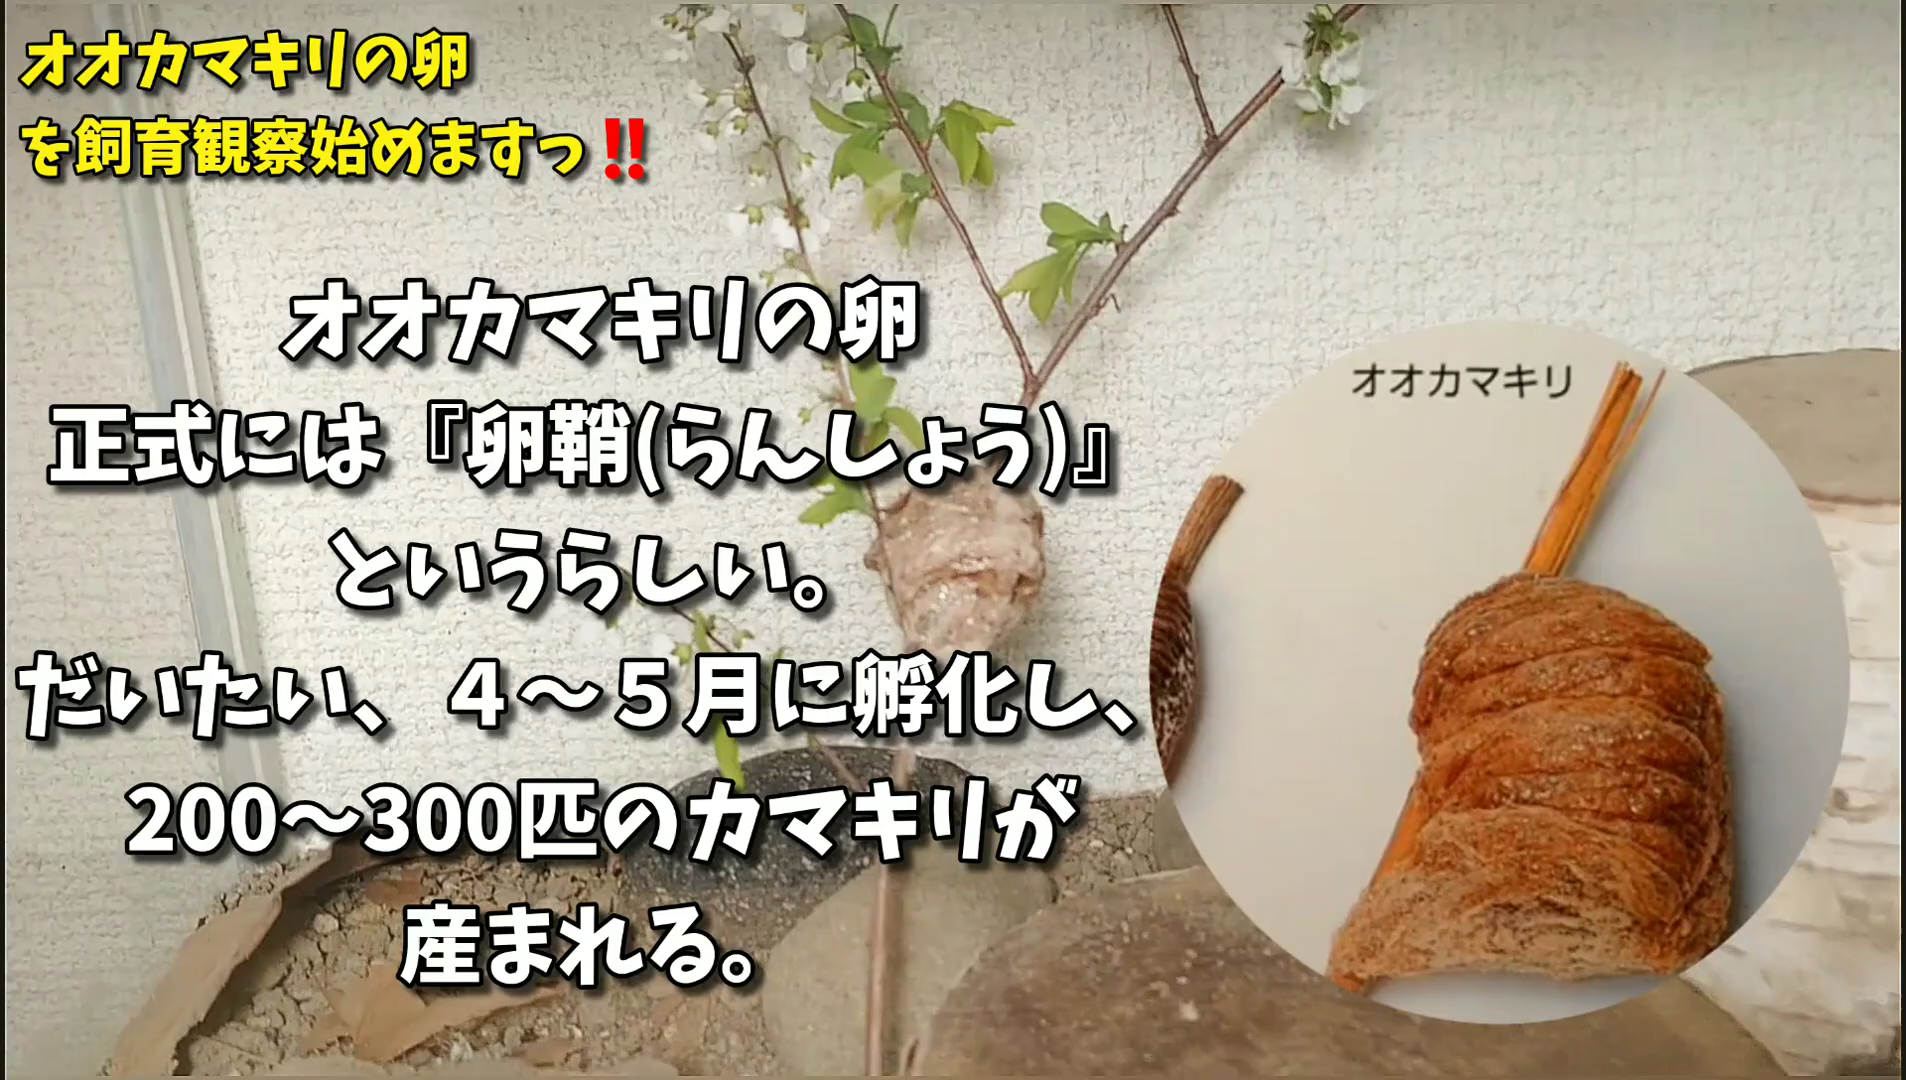 オオカマキリの卵
を飼育観察始めますっ‼
オオカマキリの卵
正式には『卵鞘(らんしょう)』
というらしい。
だいたい、４～５月に孵化し、
200～300匹のカマキリが
産まれる。
オオカマキリ